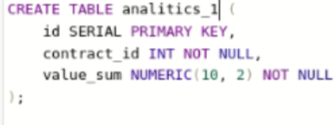 CREATE TABLE analitics_1 (
    id SERIAL PRIMARY KEY,
    contract_id INT NOT NULL,
    value_sum NUMERIC(10, 2) NOT NULL
);